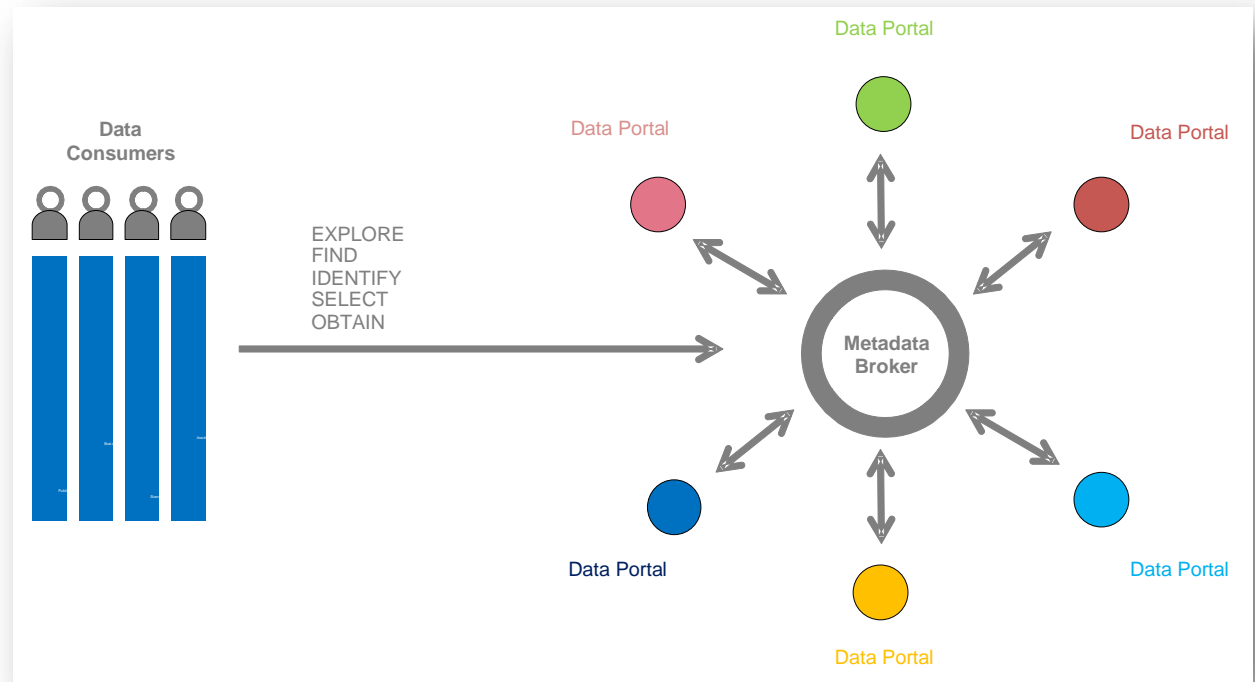 Data Portal
Data Portal
Data Portal
Data
Consumers
EXPLORE
FIND
IDENTIFY
SELECT
OBTAIN
Metadata
Broker
Data Portal
Data Portal
Data Portal